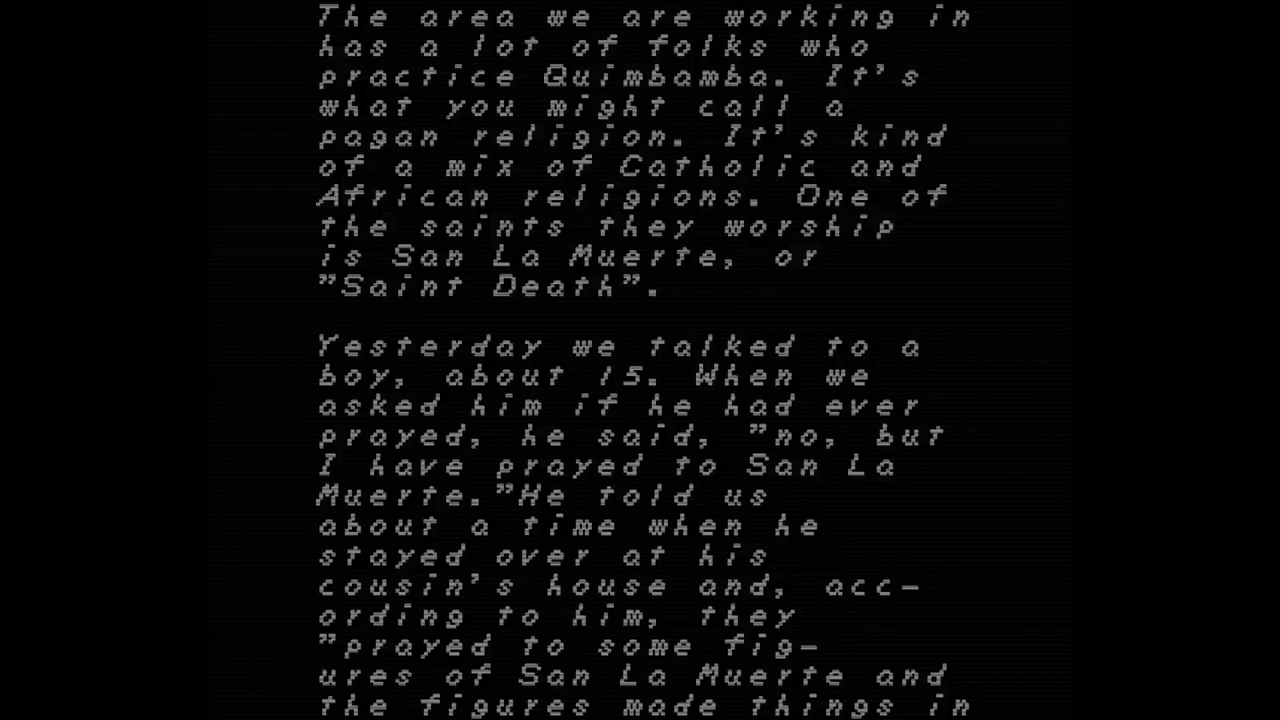 The area we are working in
has a lot of folks who
practice Quimbamba. It's
what you might call a
pagan religion. It's kind
of a mix of Catholic and
African religions. One of
the saints they worship
is San La Muerte, or
"Saint Death".
Yesterday we talked to a
boy, about 15. When we
asked him if he had ever
prayed, he said, "no, but
I have prayed to San La
Muerte."He told us
about a time when he
stayed over at his
cousin's house and, acc-
ording to him, they
"prayed to some fig-
ures of San La Muerte and
the figures made things in